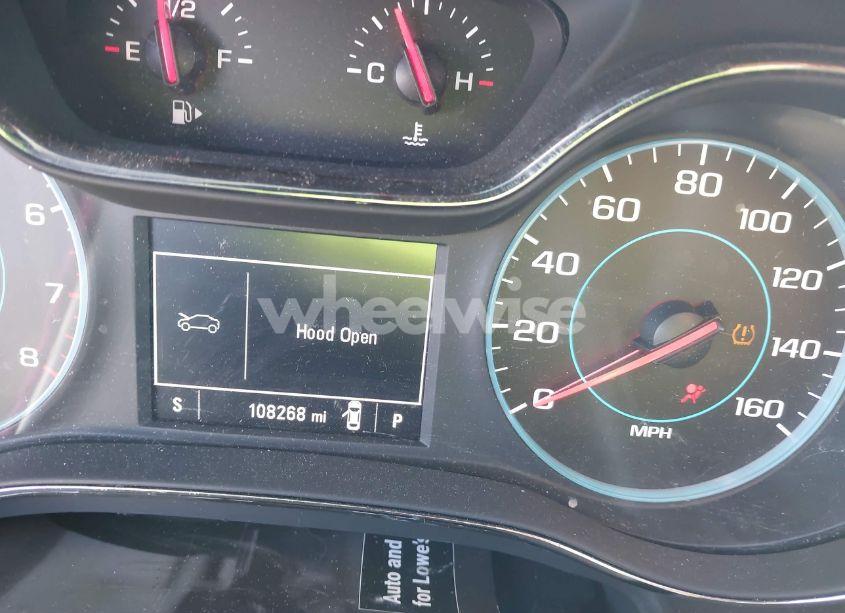 1/2
E F
C H
6
7
8
wheelwise
Hood Open
S 108268 mi P
0 20 40 60 80 100 120 140 160
MPH
Auto and
for Lowe's